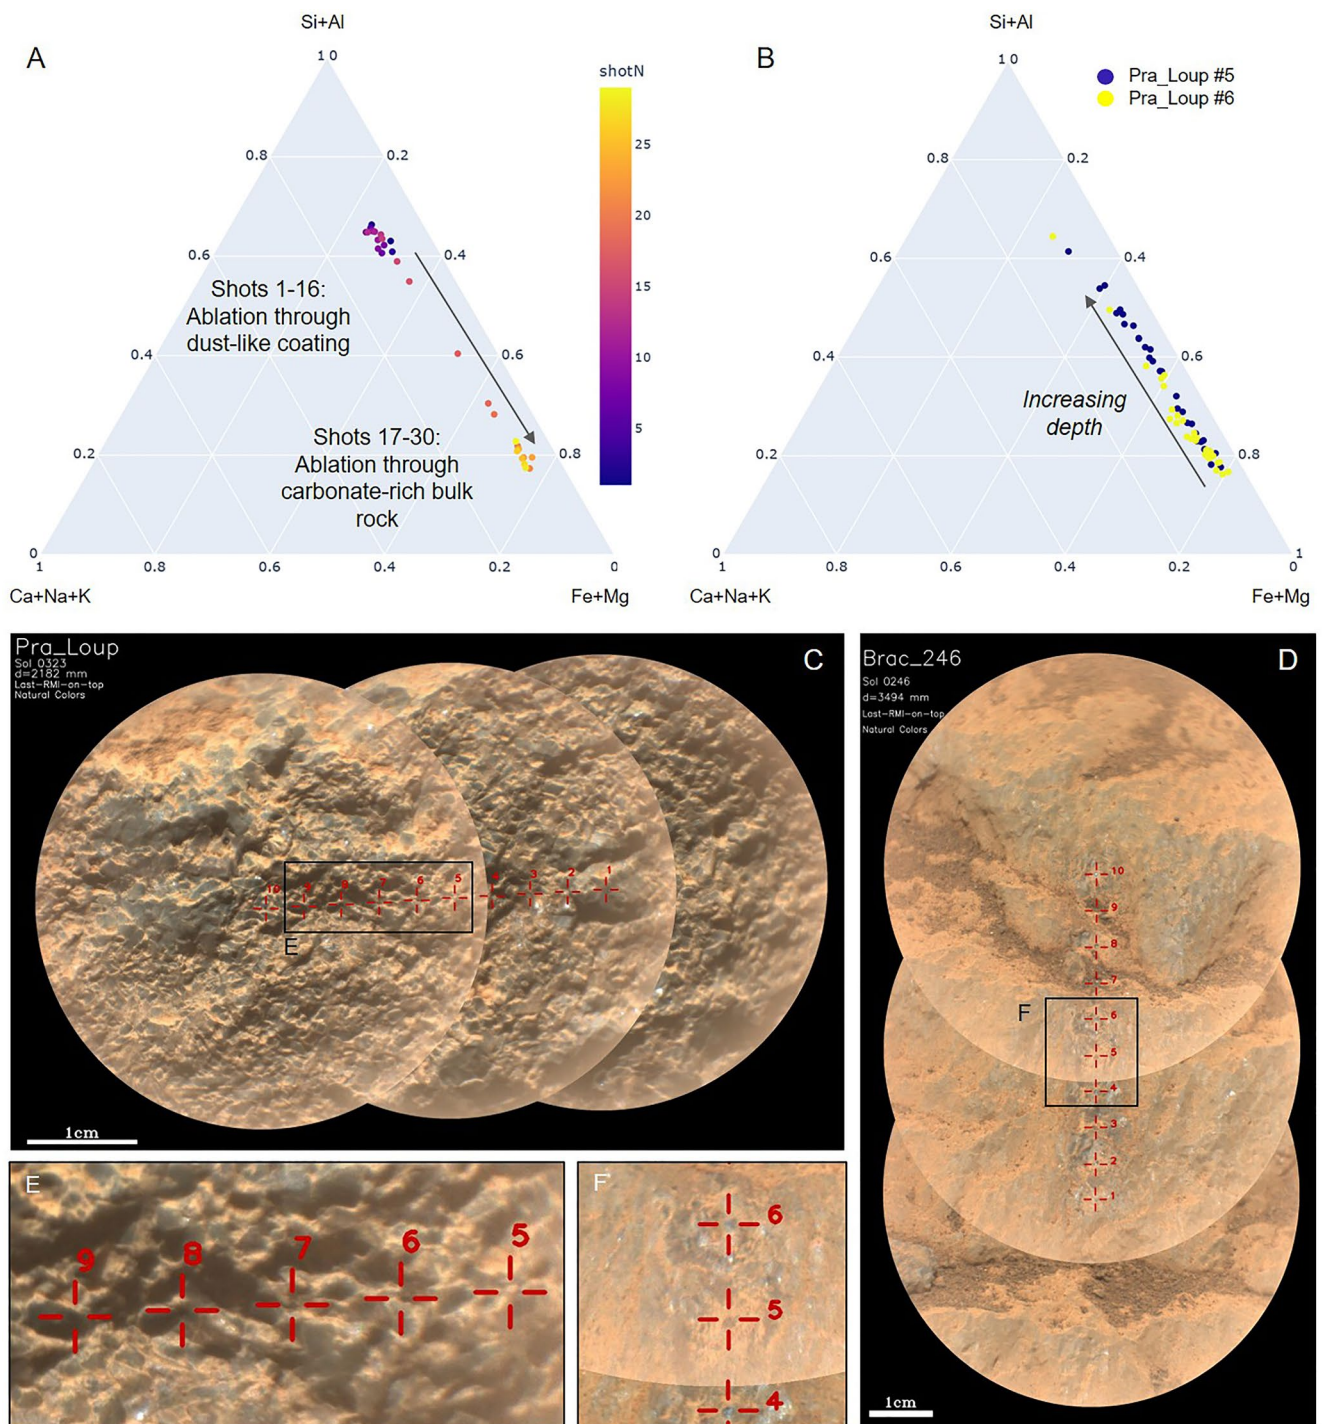 A
Si+Al
1 0
shotN
0.8
0.2
25
20
0.6
0.4
Shots 1-16:
Ablation through
dust-like coating
15
0.4
0.6
10
Shots 17-30:
Ablation through
carbonate-rich bulk
rock
5
0.2
0.8
0
1
0.8
0.6
0.4
0.2
0
Ca+Na+K
Fe+Mg
B
Si+Al
1 0
Pra_Loup #5
Pra_Loup #6
0.8
0.2
0.6
0.4
0.4
0.6
Increasing
depth
0.2
0.8
0
1
1
0.8
0.6
0.4
0.2
0
Ca+Na+K
Fe+Mg
Pra_Loup
Sol 0323
d=2182 mm
Last-RMI-on-top
Natural Colors
C
10
9
8
7
6
5
4
3
2
1
E
1cm
Brac_246
Sol 0246
d=3494 mm
Last-RMI-on-top
Natural Colors
D
10
9
8
7
F
6
5
4
3
2
1
1cm
E
9
8
7
6
5
F
6
5
4